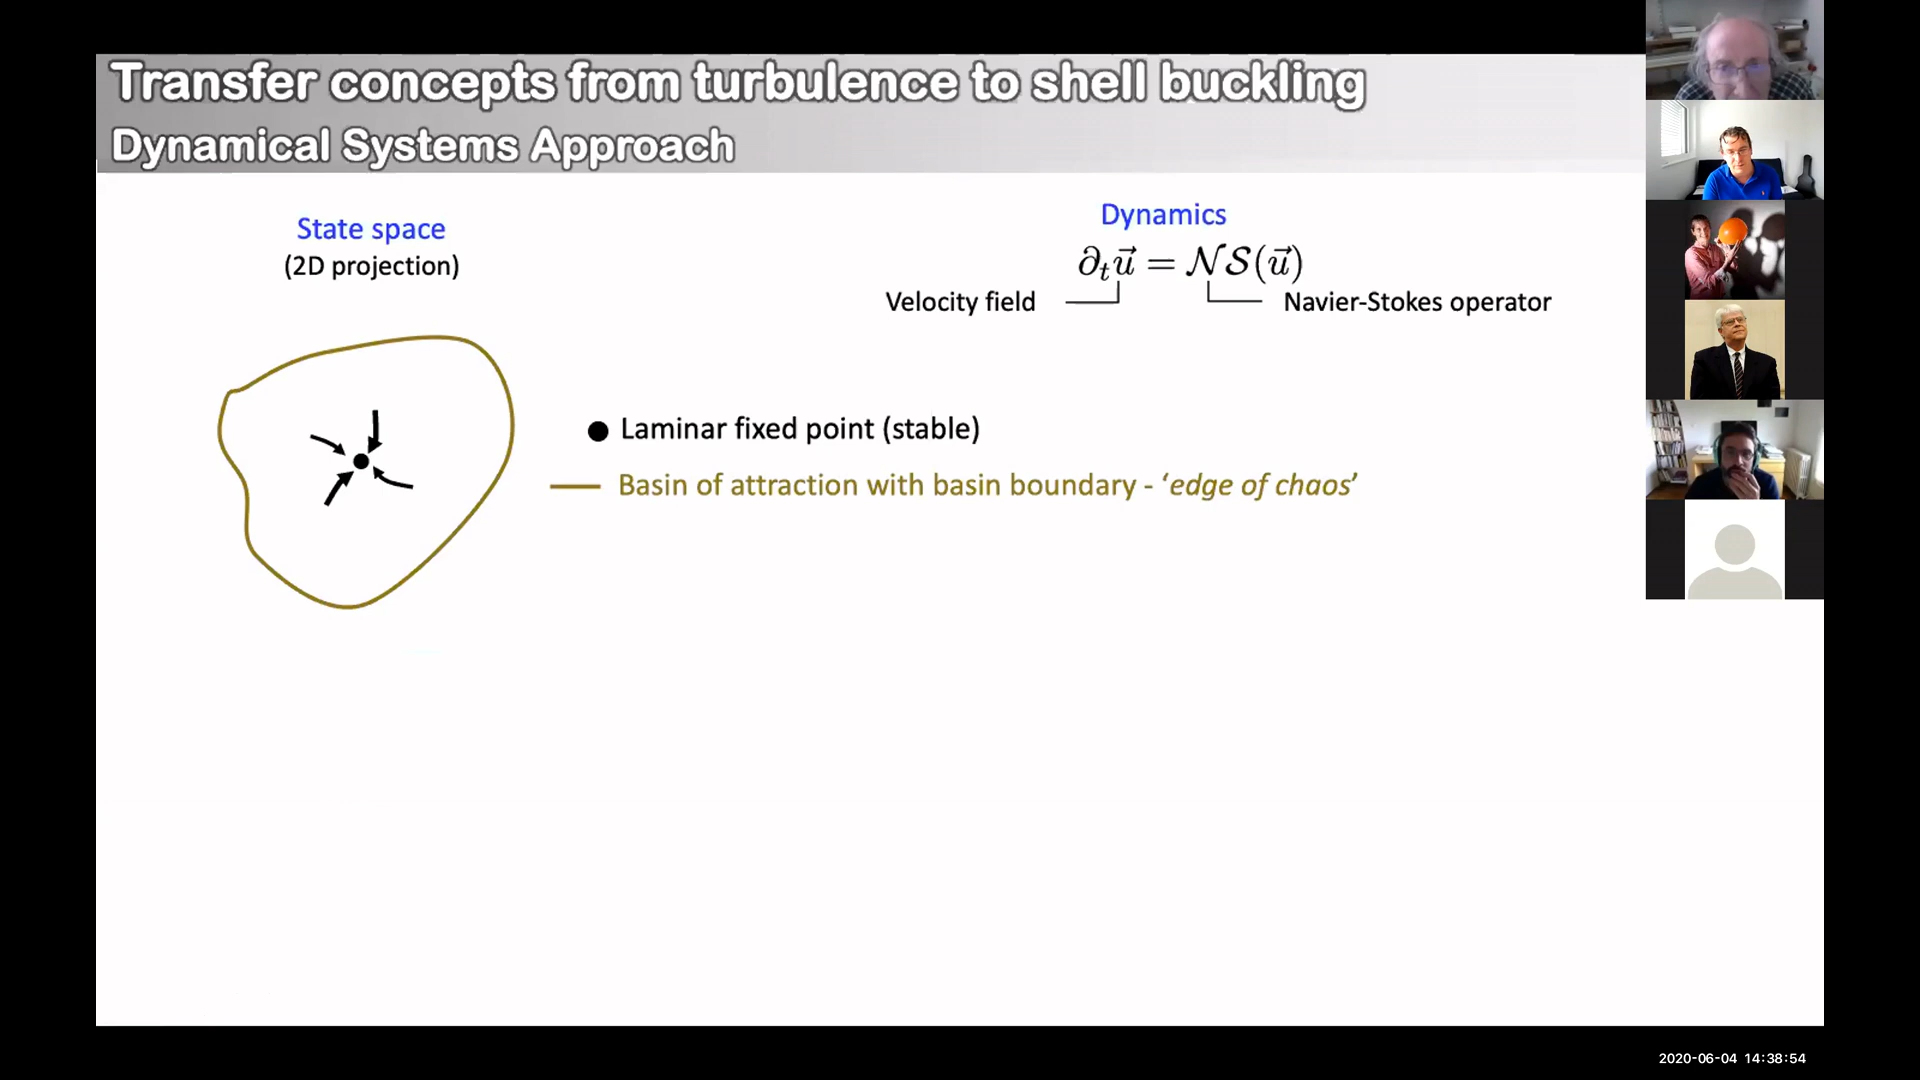 Transfer concepts from turbulence to shell buckling
Dynamical Systems Approach
State space
(2D projection)
Dynamics
∂ₜu⃗ = 𝒩𝒮(u⃗)
Velocity field
Navier-Stokes operator
Laminar fixed point (stable)
Basin of attraction with basin boundary - ‘edge of chaos’
2020-06-04 14:38:54